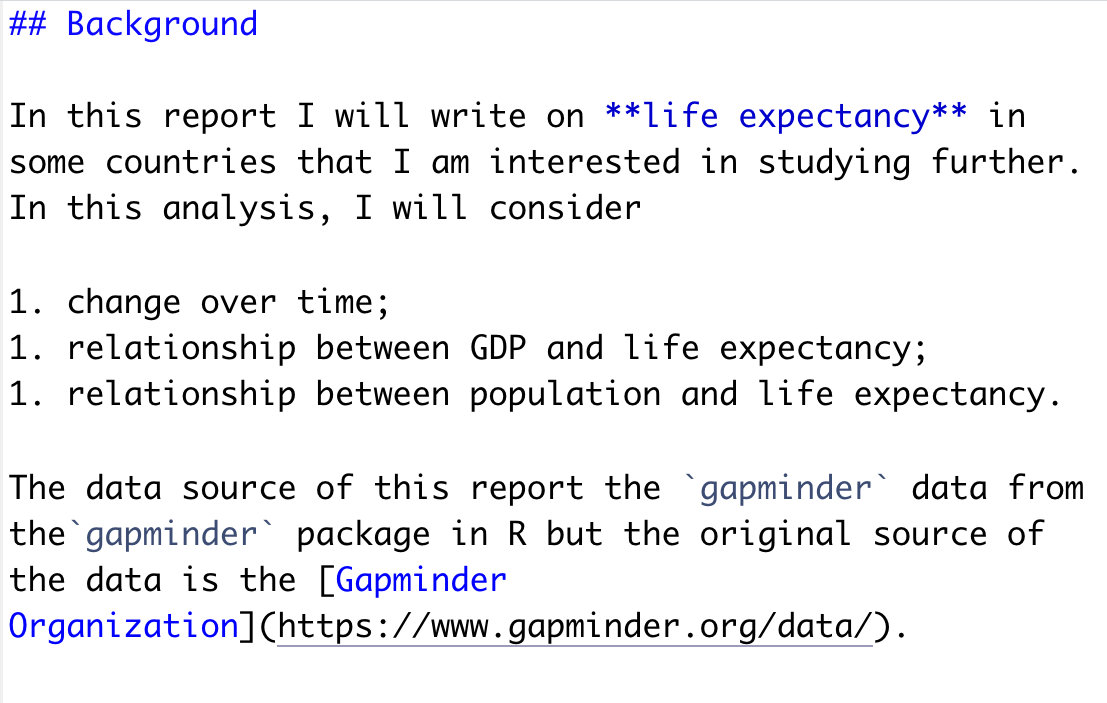 ## Background
In this report I will write on **life expectancy** in
some countries that I am interested in studying further.
In this analysis, I will consider
1. change over time;
1. relationship between GDP and life expectancy;
1. relationship between population and life expectancy.
The data source of this report the `gapminder` data from
the`gapminder` package in R but the original source of
the data is the [Gapminder
Organization](https://www.gapminder.org/data/).